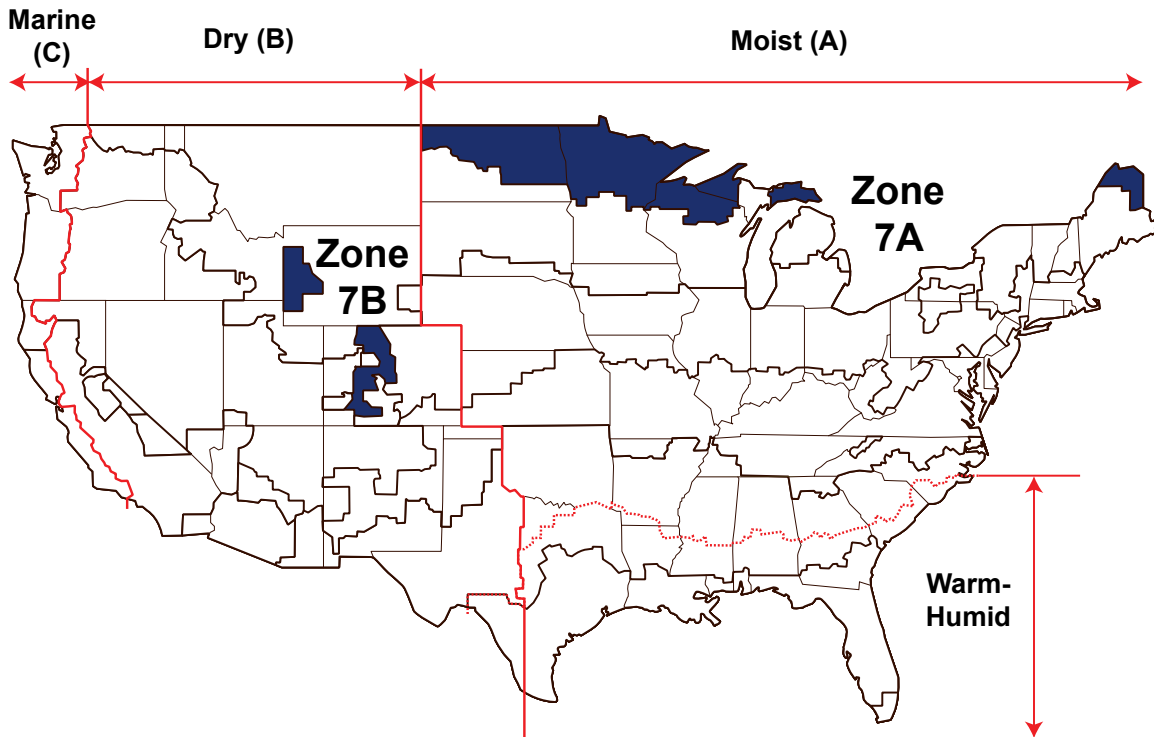 Marine
(C)
Dry (B)
Moist (A)
Zone
7A
Zone
7B
Warm-
Humid